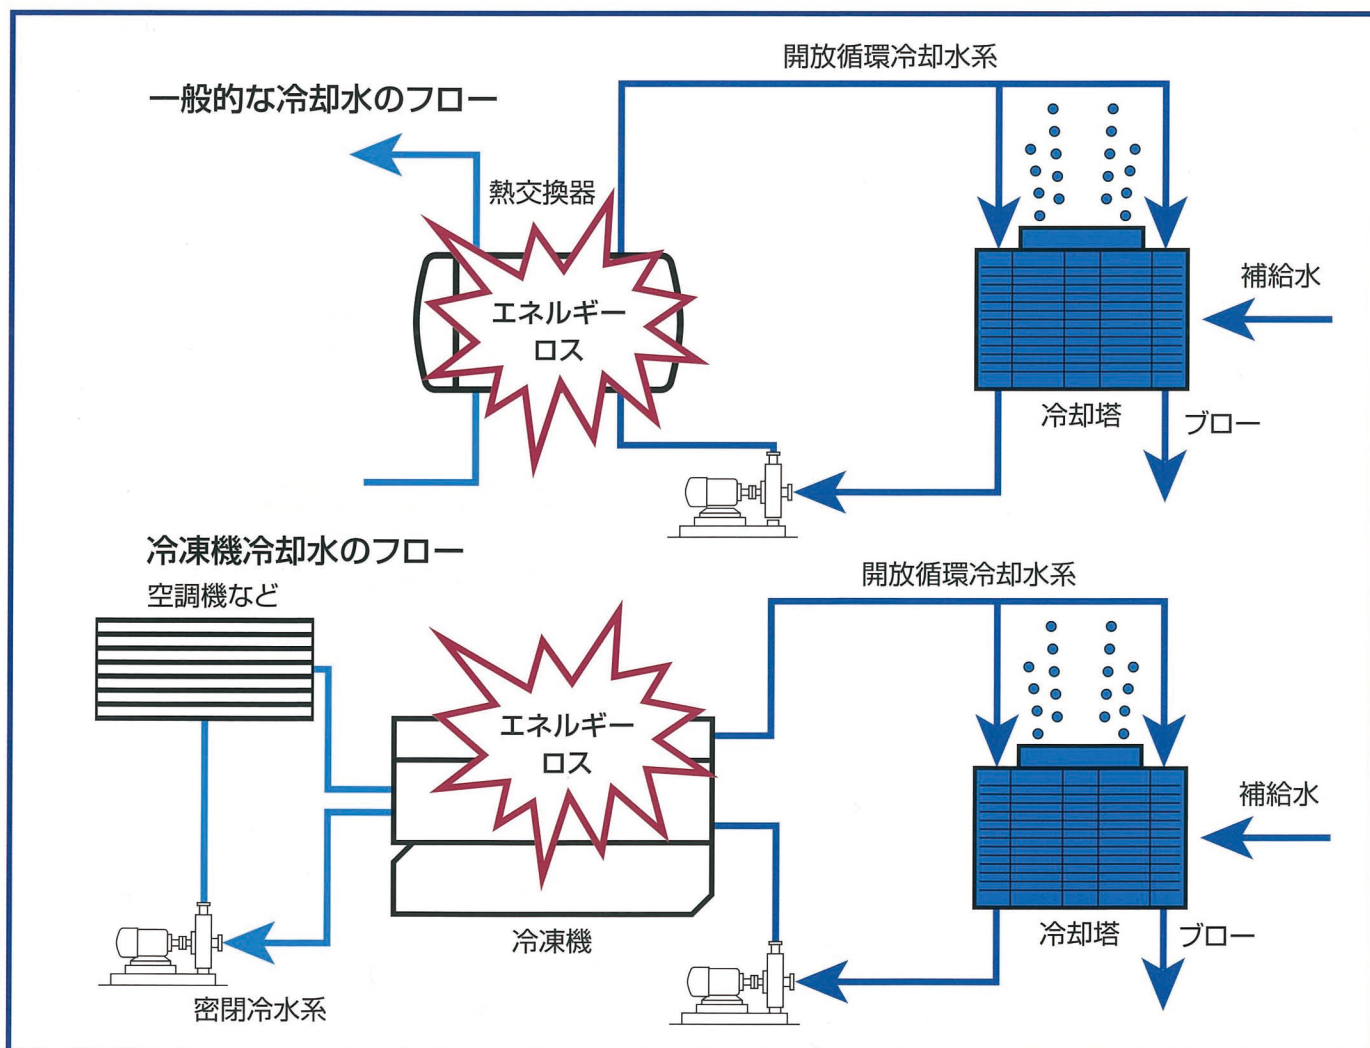 開放循環冷却水系
一般的な冷却水のフロー
熱交換器
エネルギー
ロス
補給水
冷却塔
ブロー
冷凍機冷却水のフロー
空調機など
開放循環冷却水系
エネルギー
ロス
補給水
冷却塔
ブロー
冷凍機
密閉冷水系